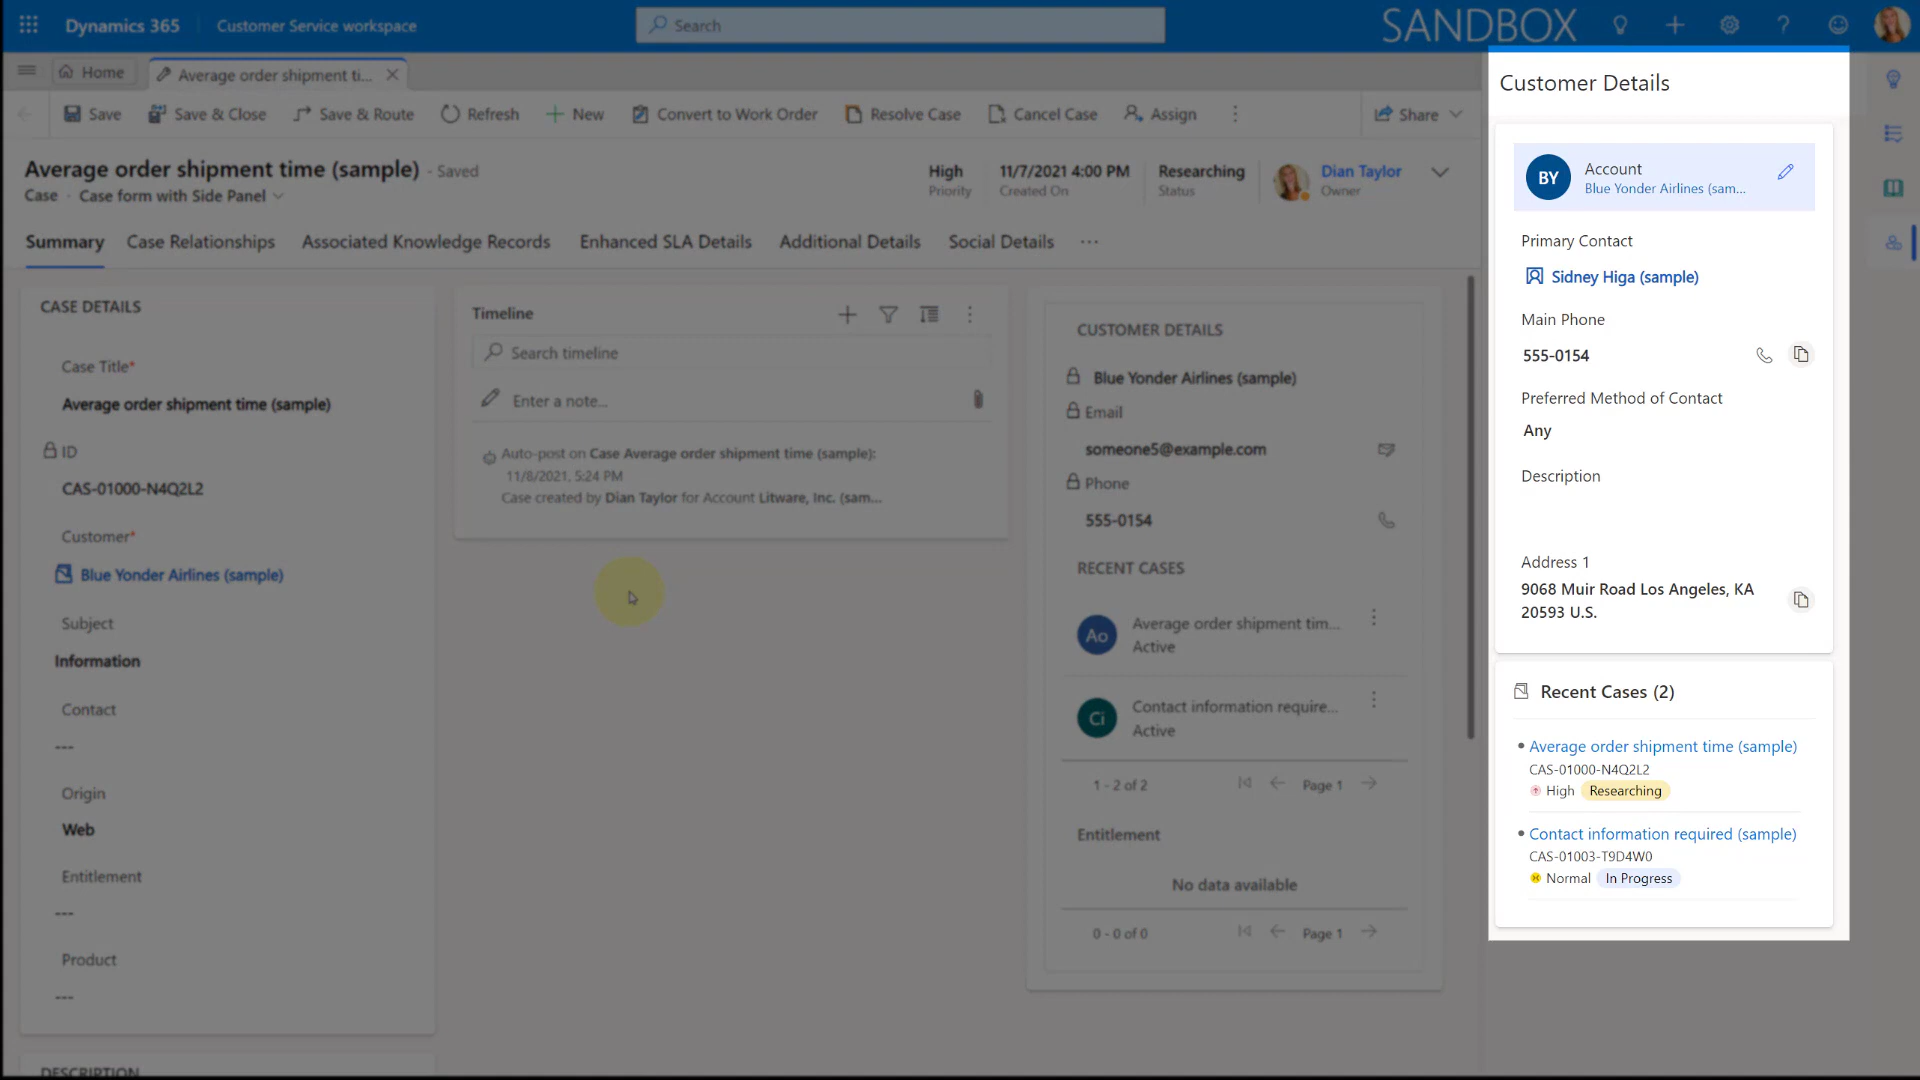 Dynamics 365
Customer Service workspace
Search
SANDBOX
Home
Average order shipment ti...
Save
Save & Close
Save & Route
Refresh
New
Convert to Work Order
Resolve Case
Cancel Case
Assign
Share
Average order shipment time (sample) - Saved
Case · Case form with Side Panel
High
Priority
11/7/2021 4:00 PM
Created On
Researching
Status
Dian Taylor
Owner
Summary
Case Relationships
Associated Knowledge Records
Enhanced SLA Details
Additional Details
Social Details
CASE DETAILS
Case Title*
Average order shipment time (sample)
ID
CAS-01000-N4Q2L2
Customer*
Blue Yonder Airlines (sample)
Subject
Information
Contact
---
Origin
Web
Entitlement
---
Product
---
DESCRIPTION
Timeline
Search timeline
Enter a note...
Auto-post on Case Average order shipment time (sample):
11/8/2021, 5:24 PM
Case created by Dian Taylor for Account Litware, Inc. (sam...
CUSTOMER DETAILS
Blue Yonder Airlines (sample)
Email
someone5@example.com
Phone
555-0154
RECENT CASES
Ao
Average order shipment tim...
Active
Ci
Contact information require...
Active
1 - 2 of 2
Page 1
Entitlement
No data available
0 - 0 of 0
Page 1
Customer Details
BY
Account
Blue Yonder Airlines (sam...
Primary Contact
Sidney Higa (sample)
Main Phone
555-0154
Preferred Method of Contact
Any
Description
Address 1
9068 Muir Road Los Angeles, KA
20593 U.S.
Recent Cases (2)
Average order shipment time (sample)
CAS-01000-N4Q2L2
High Researching
Contact information required (sample)
CAS-01003-T9D4W0
Normal In Progress